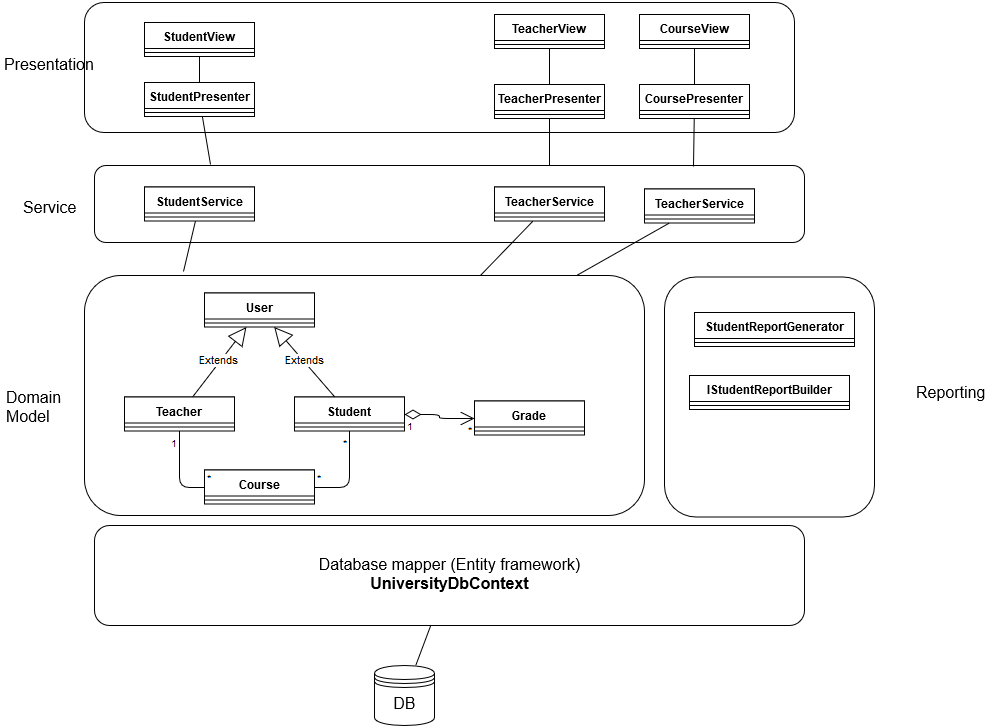 StudentView
TeacherView
CourseView
Presentation
StudentPresenter
TeacherPresenter
CoursePresenter
Service
StudentService
TeacherService
TeacherService
User
StudentReportGenerator
Extends
Extends
IStudentReportBuilder
Reporting
Domain
Model
Teacher
Student
Grade
1
*
1
*
*
*
Course
Database mapper (Entity framework)
UniversityDbContext
DB